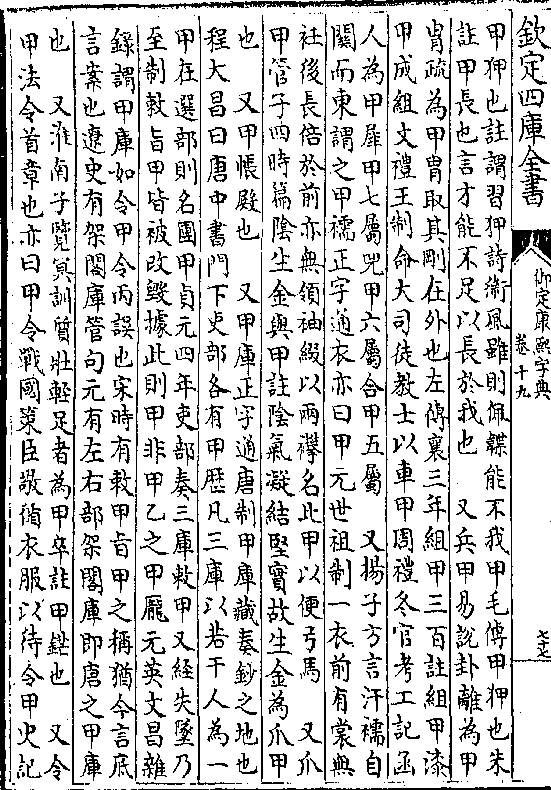 欽定四庫全書
御定康熙字典
卷十九
甲狎也註謂習狎詩衛風雖則佩韘能不我甲毛傳甲狎也朱
註甲長也言才能不足以長於我也　又兵甲易說卦離為甲
胄疏為甲胄取其剛在外也左傳襄三年組甲三百註組甲漆
甲成組文禮王制命大司徒教士以車甲周禮冬官考工記函
人為甲犀甲七屬兕甲六屬合甲五屬　又揚子方言汗襦自
關而東謂之甲襦正字通衣亦曰甲元世祖制一衣前有裳無
衽後長倍於前亦無領袖綴以兩襻名比甲以便弓馬　又爪
甲管子四時篇陰生金與甲註陰氣凝結堅實故生金為爪甲
也　又甲帳殿也　又甲庫正字通唐制甲庫藏奏鈔之地也
程大昌曰唐中書門下吏部各有甲歷凡三庫以若干人為一
甲在選部則名團甲貞元四年吏部奏三庫敕甲又經失墜乃
至制敕旨甲皆被改毀據此則甲非甲乙之甲龎元英文昌雜
錄謂甲庫如令甲令丙誤也宋時有敕甲旨甲之稱猶今言底
言案也遼史有架閣庫管句元有左右部架閣庫即唐之甲庫
也　又淮南子覽冥訓質壯輕足者為甲卒註甲鎧也　又令
甲法令首章也亦曰甲令戰國策臣敬循衣服以待令甲史記